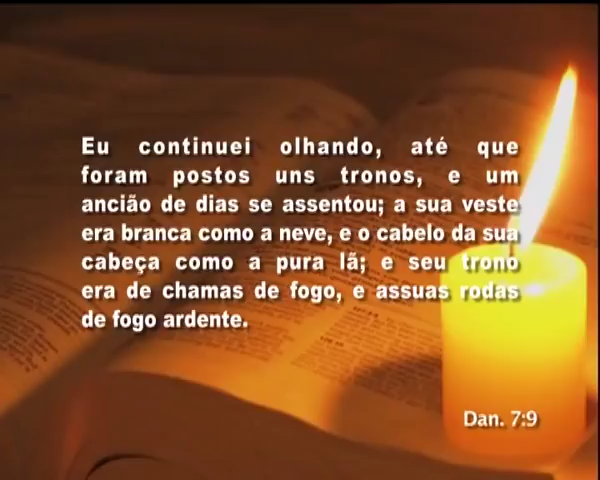 Eu continuei olhando, até que
foram postos uns tronos, e um
ancião de dias se assentou; a sua veste
era branca como a neve, e o cabelo da sua
cabeça como a pura lã; e seu trono
era de chamas de fogo, e assuas rodas
de fogo ardente.
Dan. 7:9